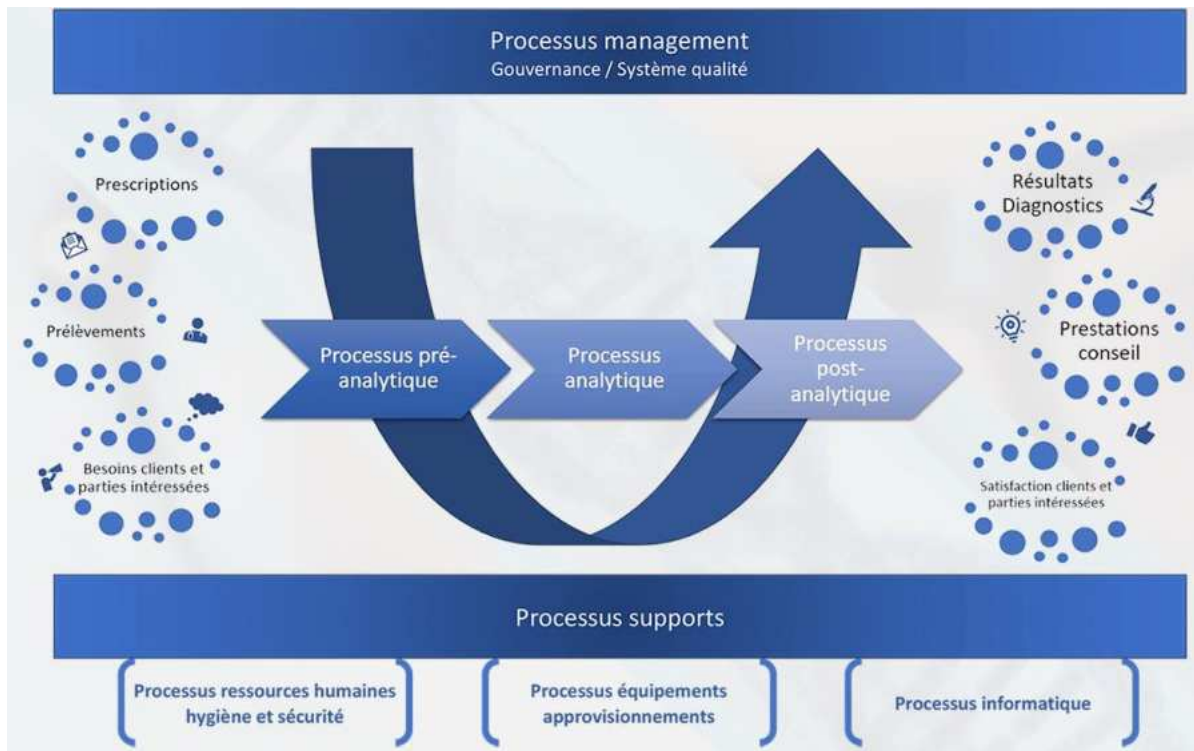 Processus management
Gouvernance / Système qualité
Prescriptions
Prélèvements
Besoins clients et
parties intéressées
Processus pré-
analytique
Processus
analytique
Processus
post-
analytique
Résultats
Diagnostics
Prestations
conseil
Satisfaction clients et
parties intéressées
Processus supports
Processus ressources humaines
hygiène et sécurité
Processus équipements
approvisionnements
Processus informatique